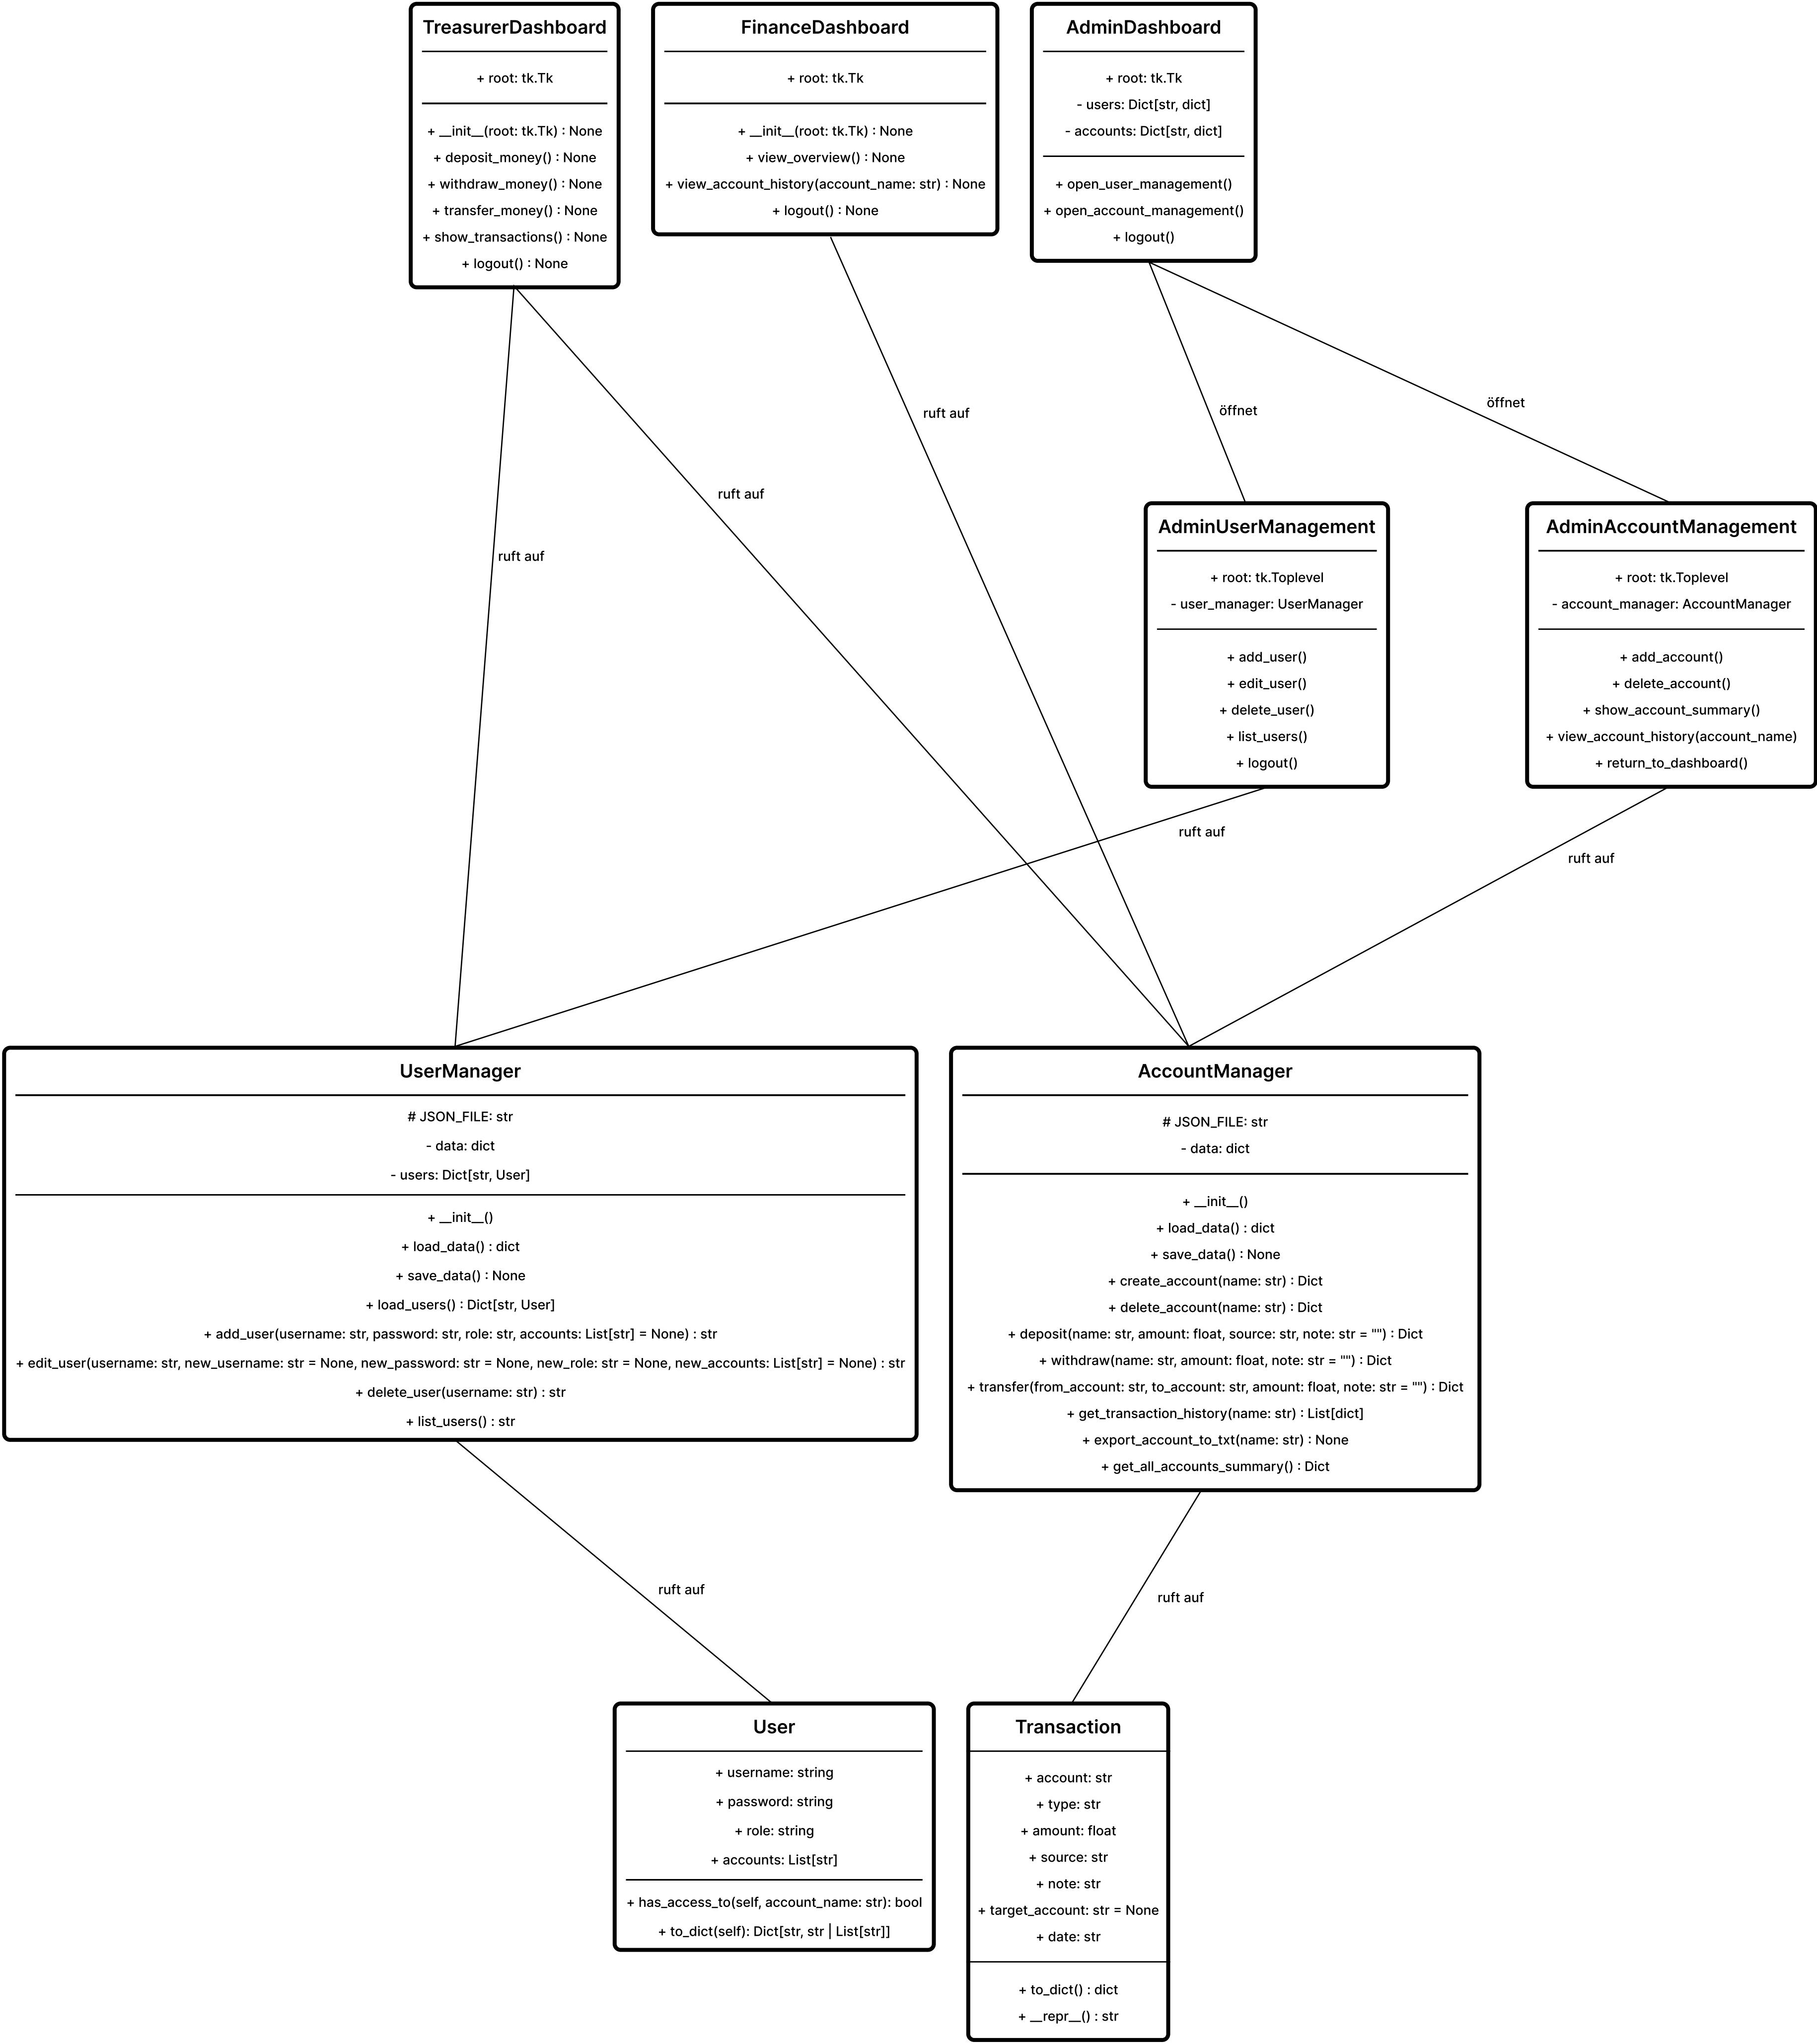 TreasurerDashboard
+ root: tk.Tk
+ __init__(root: tk.Tk) : None
+ deposit_money() : None
+ withdraw_money() : None
+ transfer_money() : None
+ show_transactions() : None
+ logout() : None
FinanceDashboard
+ root: tk.Tk
+ __init__(root: tk.Tk) : None
+ view_overview() : None
+ view_account_history(account_name: str) : None
+ logout() : None
AdminDashboard
+ root: tk.Tk
- users: Dict[str, dict]
- accounts: Dict[str, dict]
+ open_user_management()
+ open_account_management()
+ logout()
öffnet
öffnet
ruft auf
ruft auf
ruft auf
AdminUserManagement
+ root: tk.Toplevel
- user_manager: UserManager
+ add_user()
+ edit_user()
+ delete_user()
+ list_users()
+ logout()
AdminAccountManagement
+ root: tk.Toplevel
- account_manager: AccountManager
+ add_account()
+ delete_account()
+ show_account_summary()
+ view_account_history(account_name)
+ return_to_dashboard()
ruft auf
ruft auf
UserManager
# JSON_FILE: str
- data: dict
- users: Dict[str, User]
+ __init__()
+ load_data() : dict
+ save_data() : None
+ load_users() : Dict[str, User]
+ add_user(username: str, password: str, role: str, accounts: List[str] = None) : str
+ edit_user(username: str, new_username: str = None, new_password: str = None, new_role: str = None, new_accounts: List[str] = None) : str
+ delete_user(username: str) : str
+ list_users() : str
AccountManager
# JSON_FILE: str
- data: dict
+ __init__()
+ load_data() : dict
+ save_data() : None
+ create_account(name: str) : Dict
+ delete_account(name: str) : Dict
+ deposit(name: str, amount: float, source: str, note: str = "") : Dict
+ withdraw(name: str, amount: float, note: str = "") : Dict
+ transfer(from_account: str, to_account: str, amount: float, note: str = "") : Dict
+ get_transaction_history(name: str) : List[dict]
+ export_account_to_txt(name: str) : None
+ get_all_accounts_summary() : Dict
ruft auf
ruft auf
User
+ username: string
+ password: string
+ role: string
+ accounts: List[str]
+ has_access_to(self, account_name: str): bool
+ to_dict(self): Dict[str, str | List[str]]
Transaction
+ account: str
+ type: str
+ amount: float
+ source: str
+ note: str
+ target_account: str = None
+ date: str
+ to_dict() : dict
+ __repr__() : str